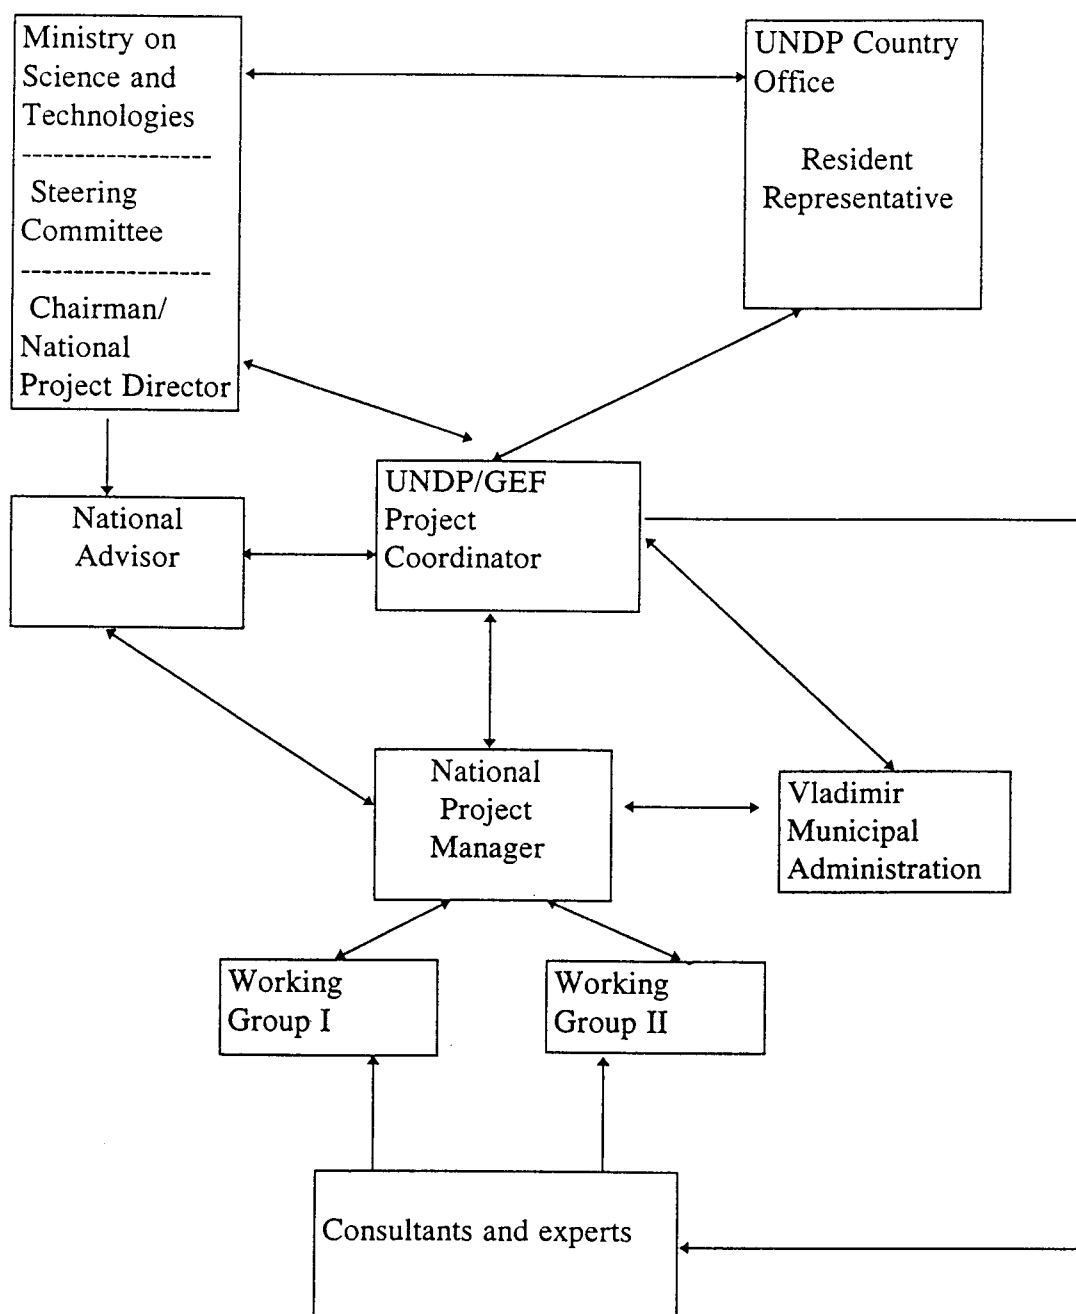 Ministry on
Science and
Technologies
-------------------
Steering
Committee
-------------------
Chairman/
National
Project Director
UNDP Country
Office
Resident
Representative
National
Advisor
UNDP/GEF
Project
Coordinator
National
Project
Manager
Vladimir
Municipal
Administration
Working
Group I
Working
Group II
Consultants and experts